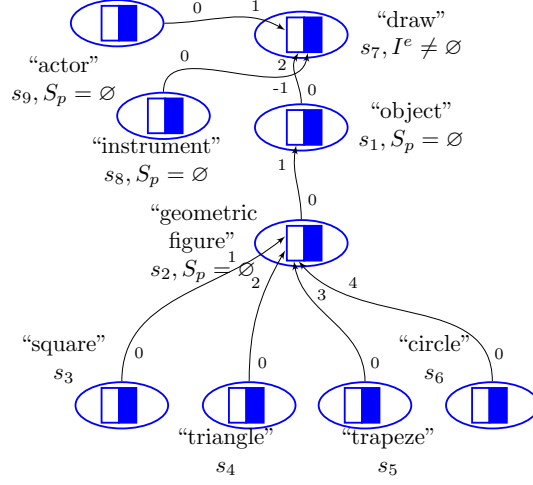 0
1
“draw”
s₇, Iᵉ ≠ ∅
“actor”
s₉, Sₚ = ∅
0
2
-1
0
“object”
s₁, Sₚ = ∅
“instrument”
s₈, Sₚ = ∅
1
0
“geometric
figure”
s₂, Sₚ = ∅
1
2
3
4
“square”
s₃
0
0
0
“circle”
s₆
0
“triangle”
s₄
“trapeze”
s₅